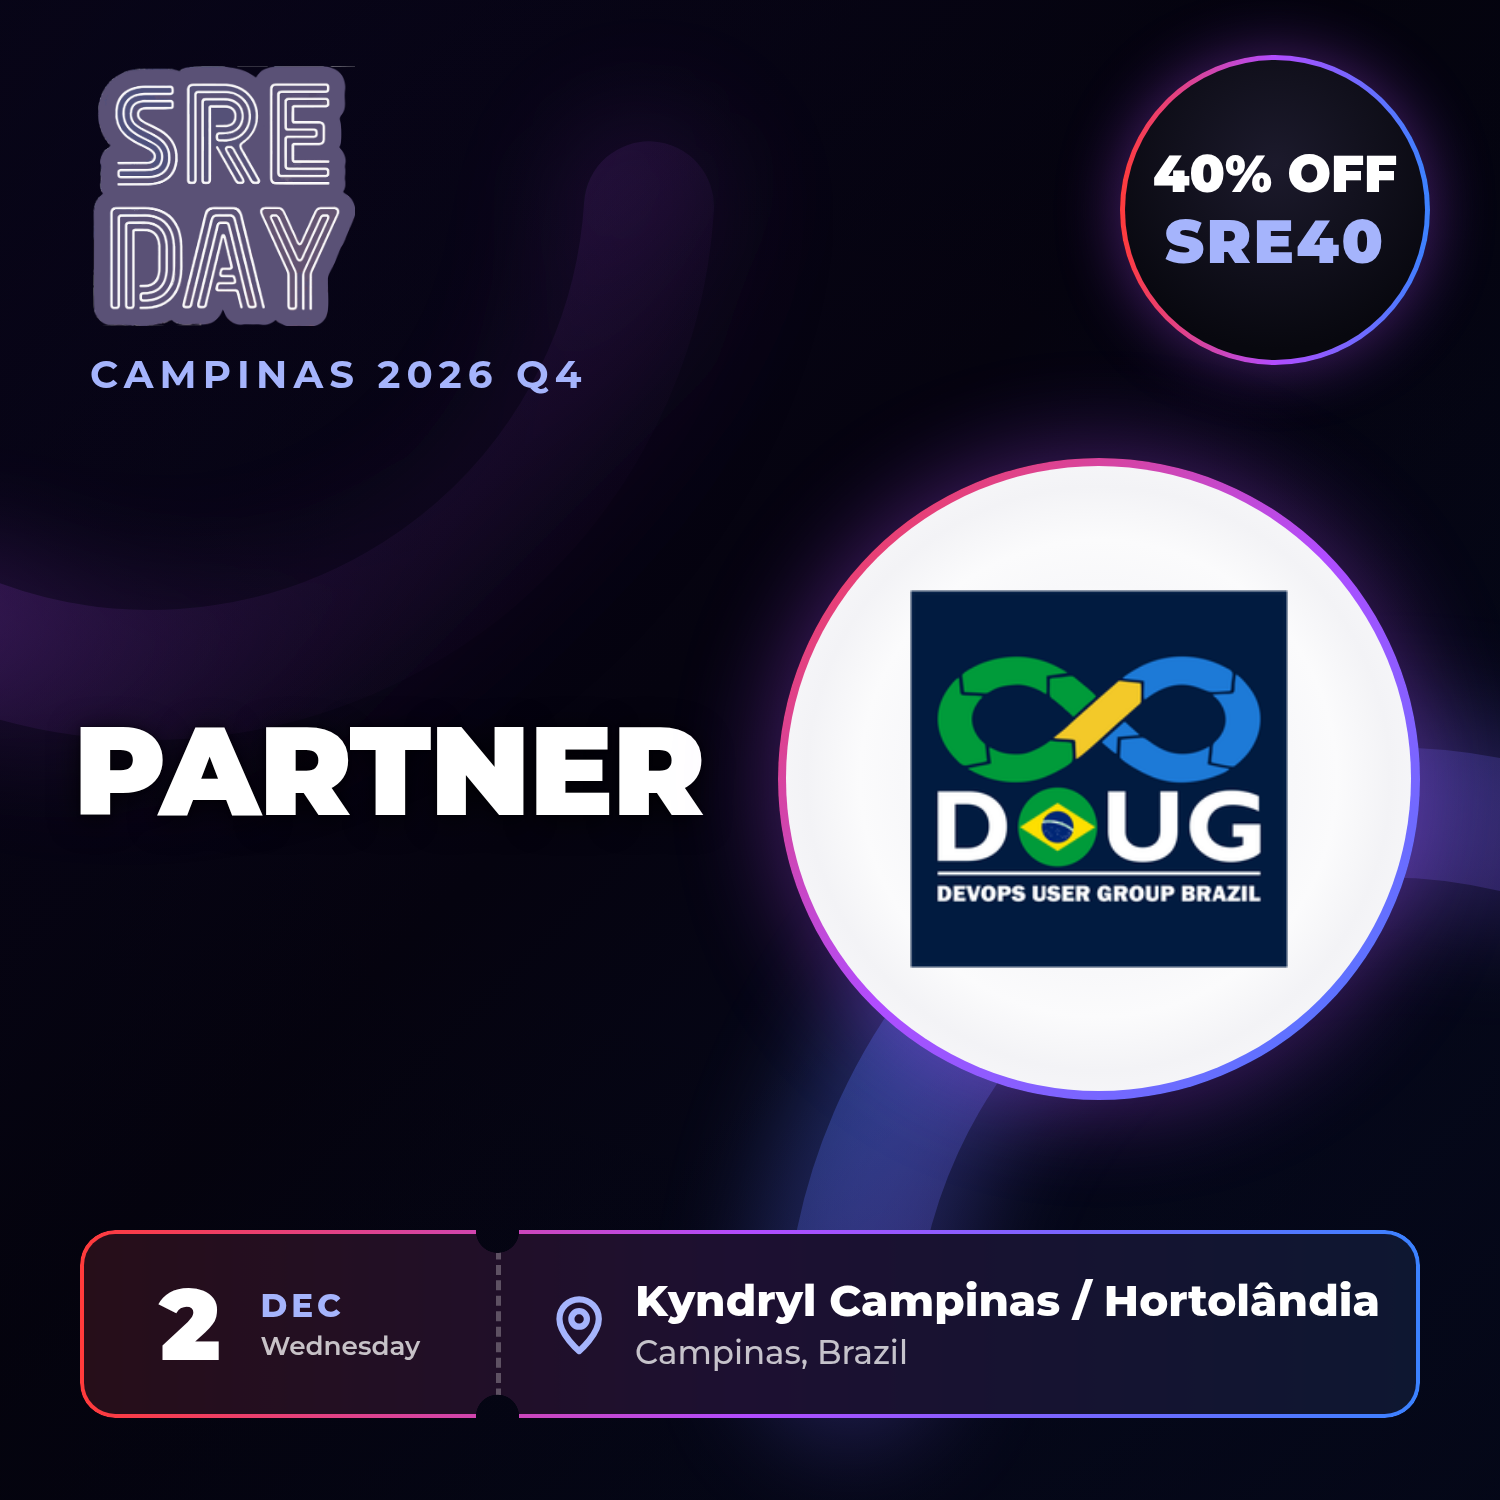 SRE
DAY
CAMPINAS 2026 Q4
40% OFF
SRE40
PARTNER
DOUG
DEVOPS USER GROUP BRAZIL
2
DEC
Wednesday
Kyndryl Campinas / Hortolândia
Campinas, Brazil